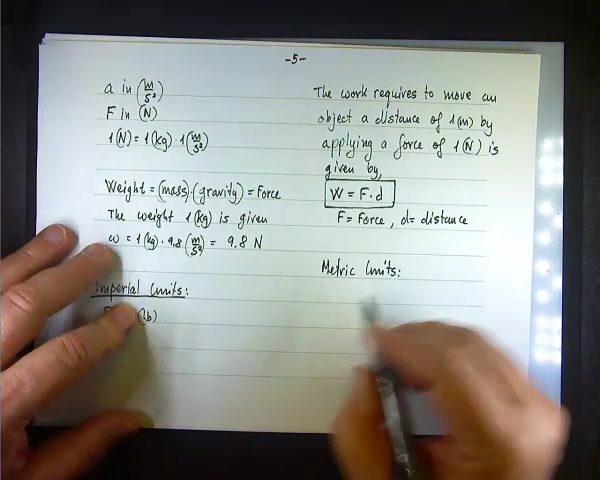 -5-
a in (m/s²)
F in (N)
1(N) = 1(kg) · 1(m/s²)
Weight = (mass)·(gravity) = Force
The weight 1(kg) is given
ω = 1(kg) · 9.8 (m/s²) = 9.8 N
Imperial Units:
(lb)
The work requires to move an
object a distance of 1(m) by
applying a force of 1(N) is
given by,
W = F·d
F = Force, d = distance
Metric Units: